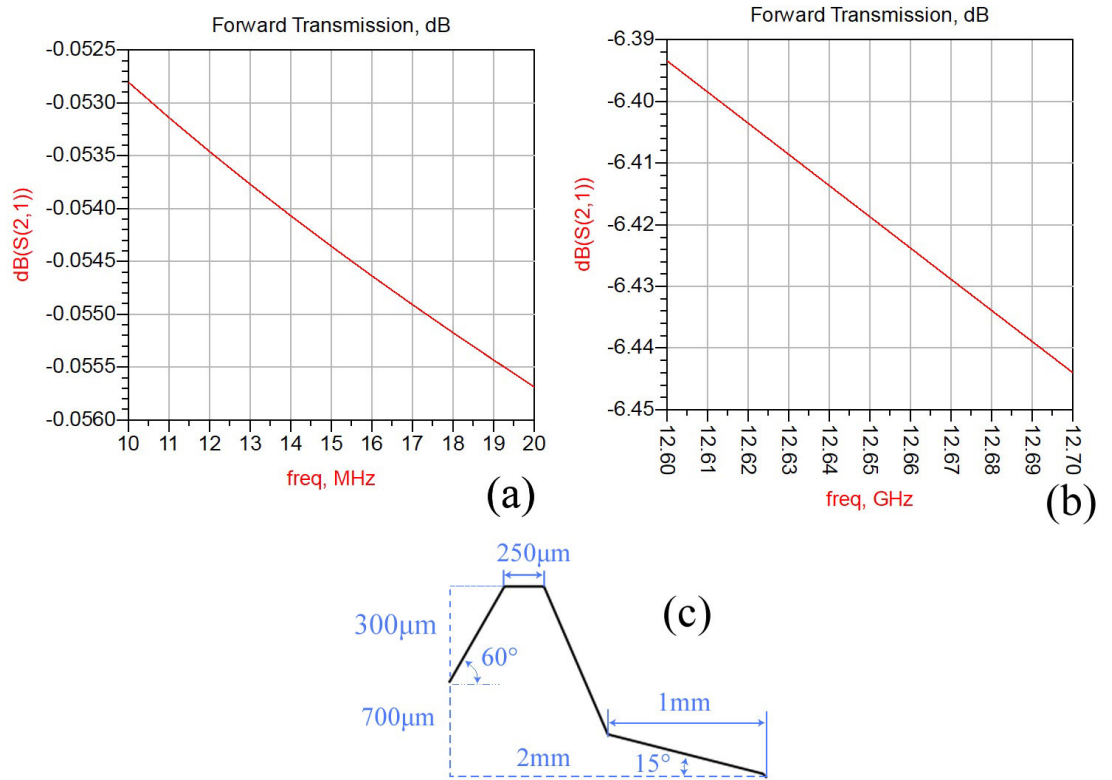 Forward Transmission, dB
-0.0525
-0.0530
-0.0535
-0.0540
-0.0545
-0.0550
-0.0555
-0.0560
dB(S(2,1))
10 11 12 13 14 15 16 17 18 19 20
freq, MHz
(a)
Forward Transmission, dB
-6.39
-6.40
-6.41
-6.42
-6.43
-6.44
-6.45
dB(S(2,1))
12.60 12.61 12.62 12.63 12.64 12.65 12.66 12.67 12.68 12.69 12.70
freq, GHz
(b)
250μm
(c)
300μm
60°
700μm
1mm
2mm
15°